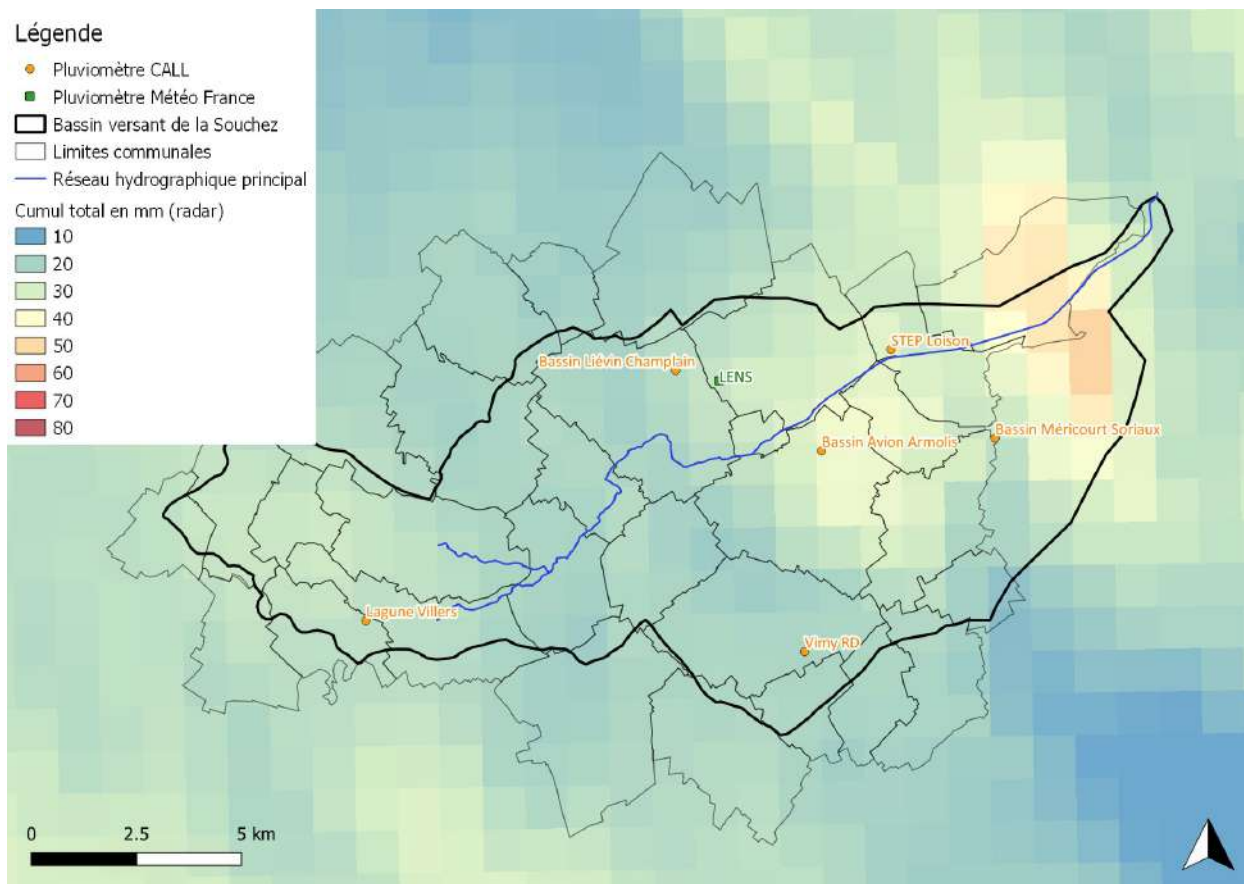 Légende
Pluviomètre CALL
Pluviomètre Météo France
Bassin versant de la Souchez
Limites communales
Réseau hydrographique principal
Cumul total en mm (radar)
10
20
30
40
50
60
70
80
STEP Loison
Bassin Liévin Champlain
LENS
Bassin Méricourt Soriaux
Bassin Avion Armolis
Lagune Villers
Vimy RD
0 2.5 5 km